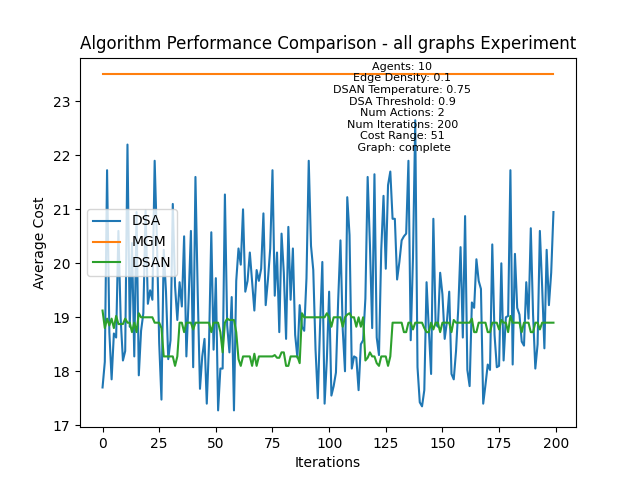 Algorithm Performance Comparison - all graphs Experiment
Agents: 10
Edge Density: 0.1
DSAN Temperature: 0.75
DSA Threshold: 0.9
Num Actions: 2
Num Iterations: 200
Cost Range: 51
Graph: complete
DSA
MGM
DSAN
Average Cost
23
22
21
20
19
18
17
0 25 50 75 100 125 150 175 200
Iterations